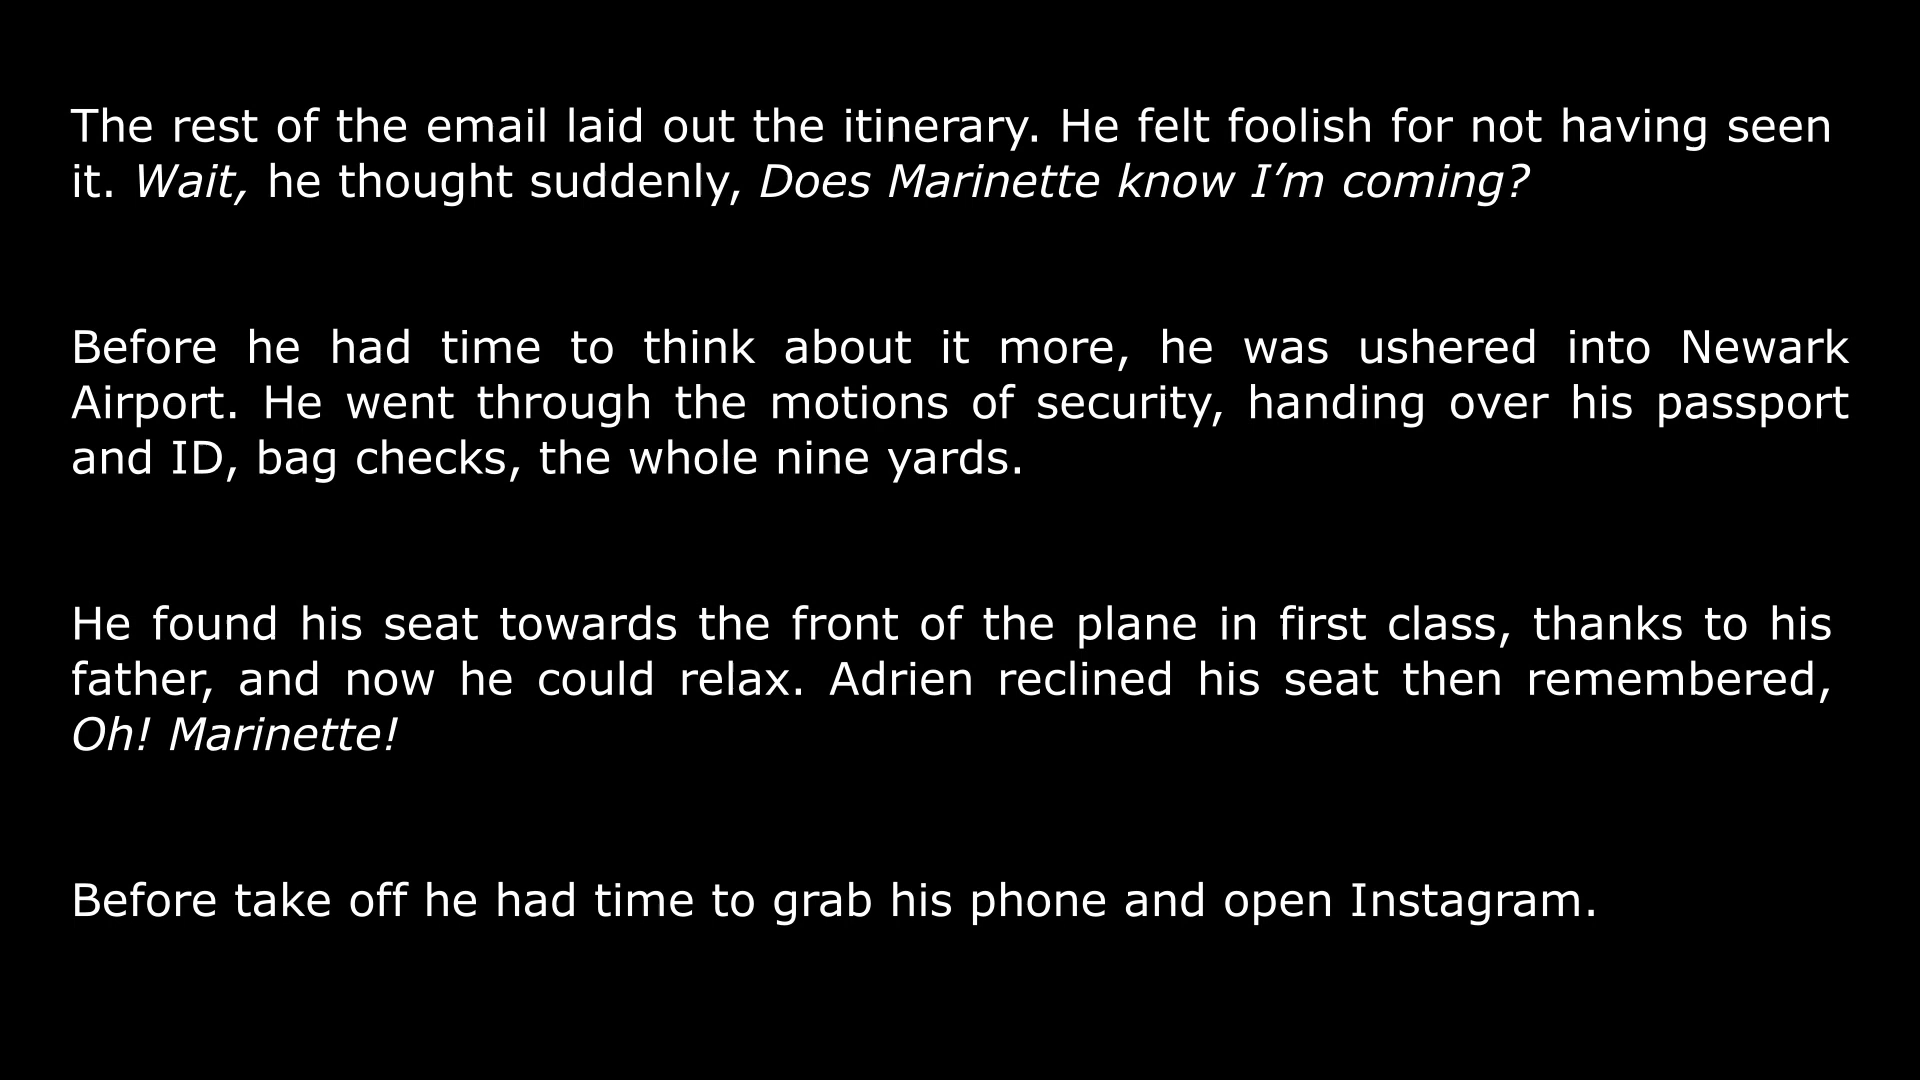 The rest of the email laid out the itinerary. He felt foolish for not having seen
it. Wait, he thought suddenly, Does Marinette know I’m coming?
Before he had time to think about it more, he was ushered into Newark
Airport. He went through the motions of security, handing over his passport
and ID, bag checks, the whole nine yards.
He found his seat towards the front of the plane in first class, thanks to his
father, and now he could relax. Adrien reclined his seat then remembered,
Oh! Marinette!
Before take off he had time to grab his phone and open Instagram.